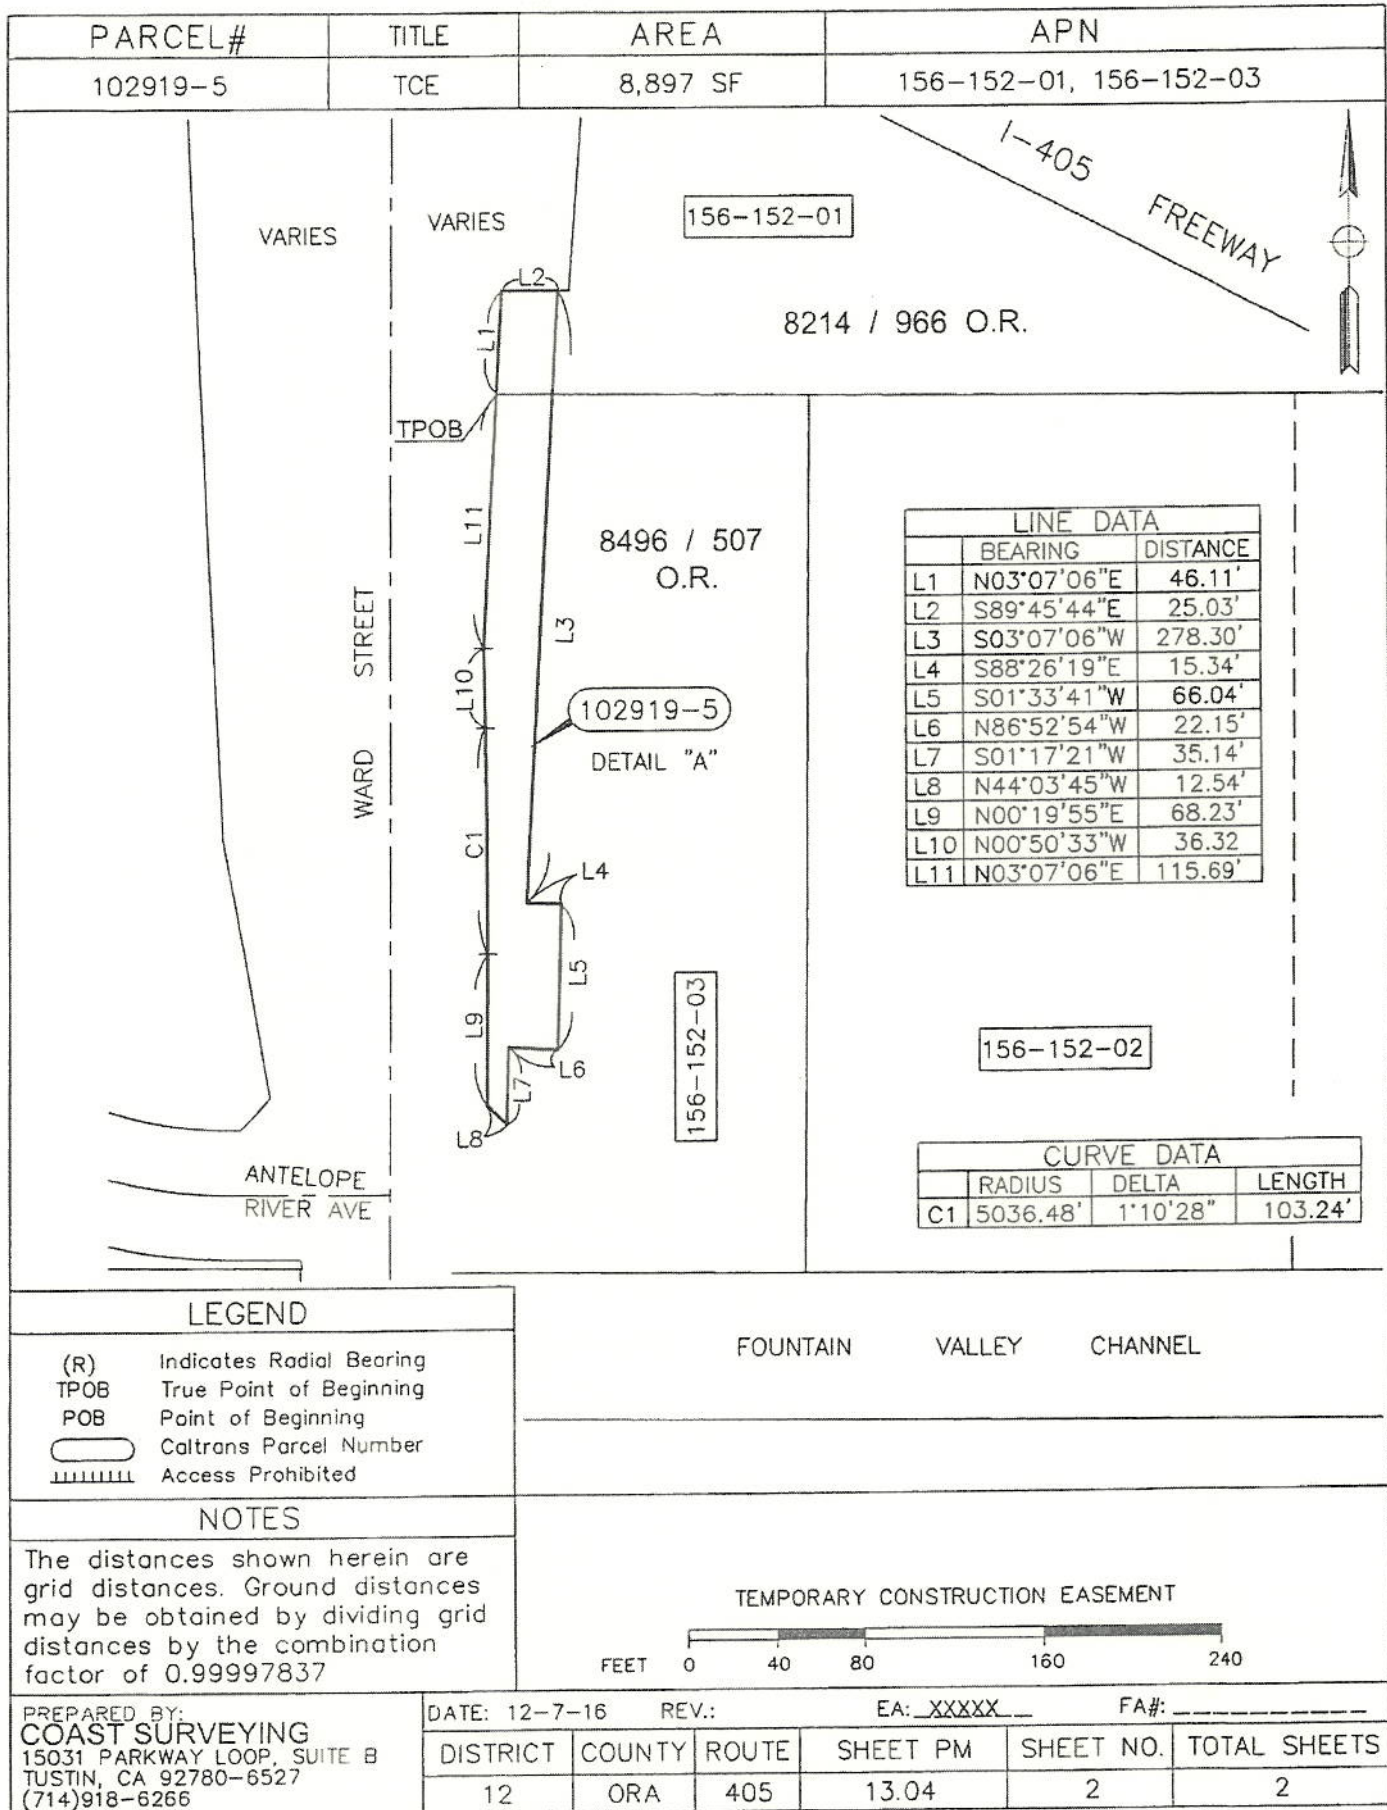 PARCEL# TITLE AREA APN
102919-5 TCE 8,897 SF 156-152-01, 156-152-03
I-405 FREEWAY
VARIES
VARIES
156-152-01
L2
8214 / 966 O.R.
L1
TPOB
L11
8496 / 507
O.R.
WARD STREET
L3
L10
102919-5
DETAIL "A"
C1
L4
L5
L9
L6
L7
L8
156-152-03
LINE DATA
BEARING DISTANCE
L1 N03°07'06"E 46.11'
L2 S89°45'44"E 25.03'
L3 S03°07'06"W 278.30'
L4 S88°26'19"E 15.34'
L5 S01°33'41"W 66.04'
L6 N86°52'54"W 22.15'
L7 S01°17'21"W 35.14'
L8 N44°03'45"W 12.54'
L9 N00°19'55"E 68.23'
L10 N00°50'33"W 36.32
L11 N03°07'06"E 115.69'
156-152-02
CURVE DATA
RADIUS DELTA LENGTH
C1 5036.48' 1°10'28" 103.24'
ANTELOPE
RIVER AVE
LEGEND
(R) Indicates Radial Bearing
TPOB True Point of Beginning
POB Point of Beginning
Caltrans Parcel Number
Access Prohibited
FOUNTAIN VALLEY CHANNEL
NOTES
The distances shown herein are
grid distances. Ground distances
may be obtained by dividing grid
distances by the combination
factor of 0.99997837
TEMPORARY CONSTRUCTION EASEMENT
FEET 0 40 80 160 240
PREPARED BY:
COAST SURVEYING
15031 PARKWAY LOOP, SUITE B
TUSTIN, CA 92780-6527
(714)918-6266
DATE: 12-7-16 REV.: EA: XXXXX FA#:
DISTRICT COUNTY ROUTE SHEET PM SHEET NO. TOTAL SHEETS
12 ORA 405 13.04 2 2